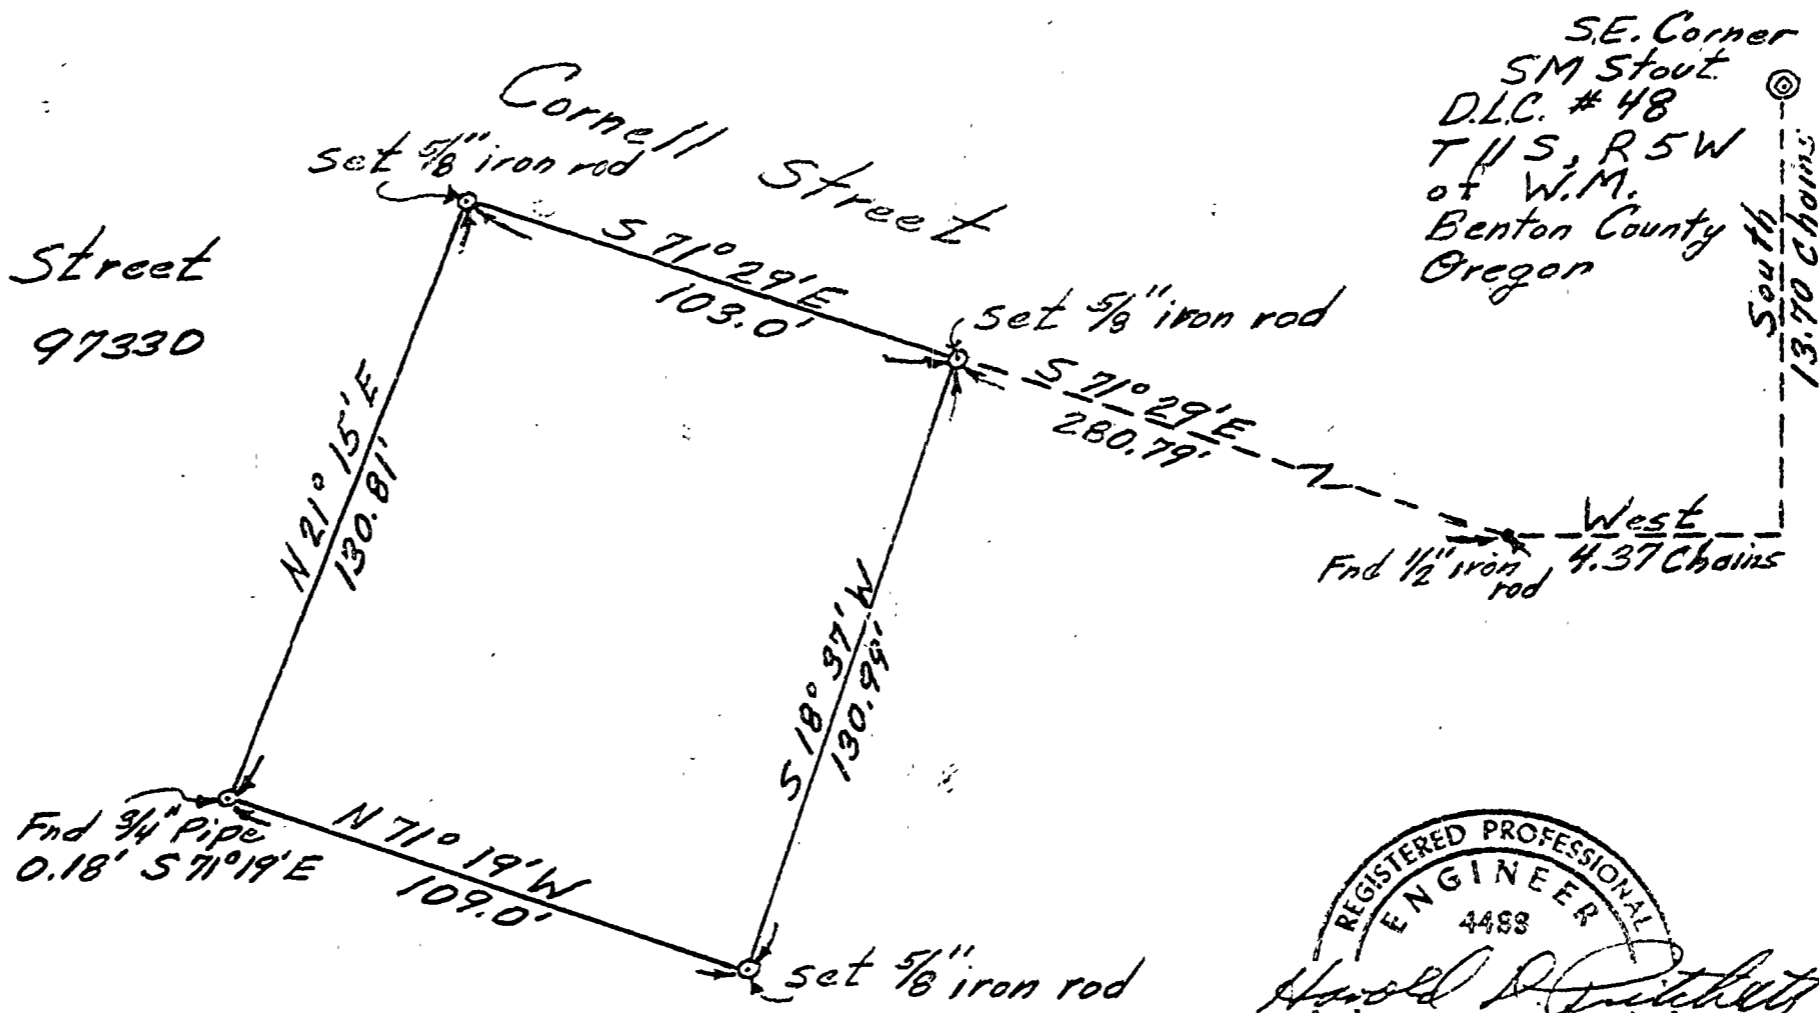 S.E. Corner
SM Stout
D.L.C. # 48
T 11 S, R 5 W
of W.M.
Benton County
Oregon
South
13.70 Chains
Cornell Street
set 5/8" iron rod
Street
97330
S 71° 29' E
103.0'
set 5/8" iron rod
S 71° 29' E
280.79'
N 21° 15' E
130.81'
West
4.37 Chains
Fnd 1/2" iron
rod
S 18° 37' W
130.99'
Fnd 3/4" Pipe
0.18' S 71° 19' E
N 71° 19' W
109.0'
set 5/8" iron rod
REGISTERED PROFESSIONAL
ENGINEER
4488
Harold D. Pritchett